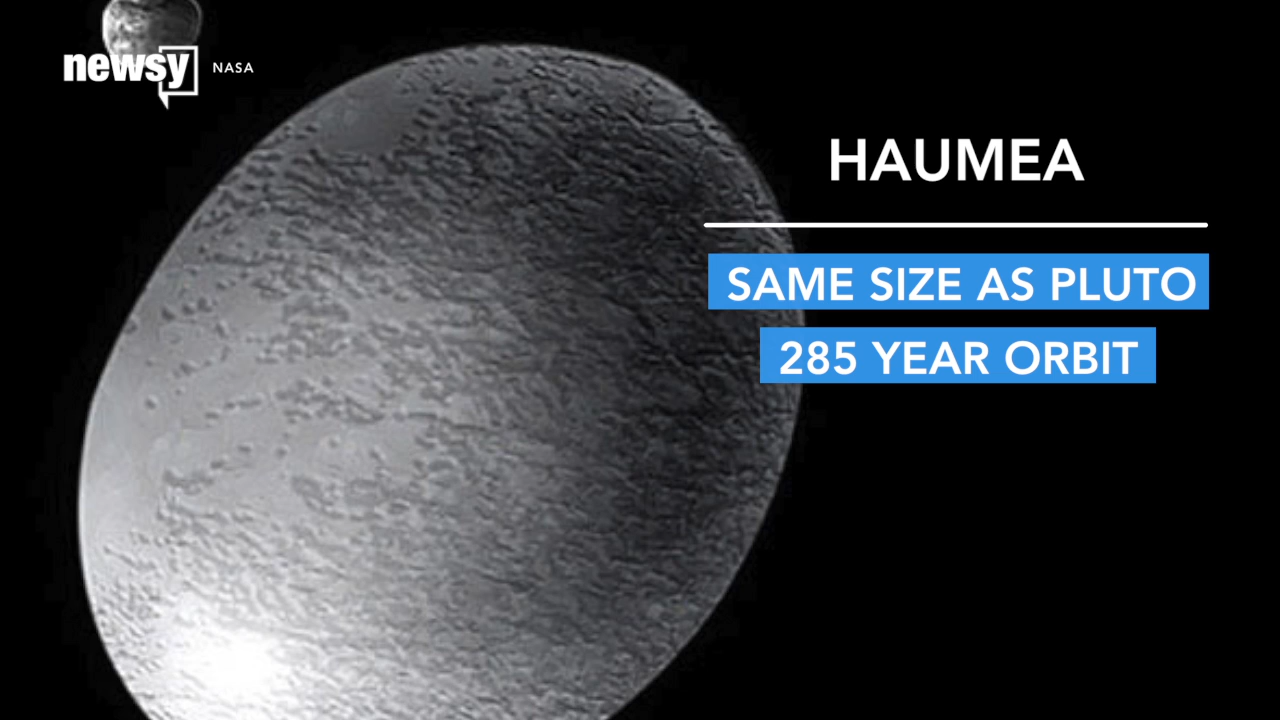 newsy
NASA
HAUMEA
SAME SIZE AS PLUTO
285 YEAR ORBIT